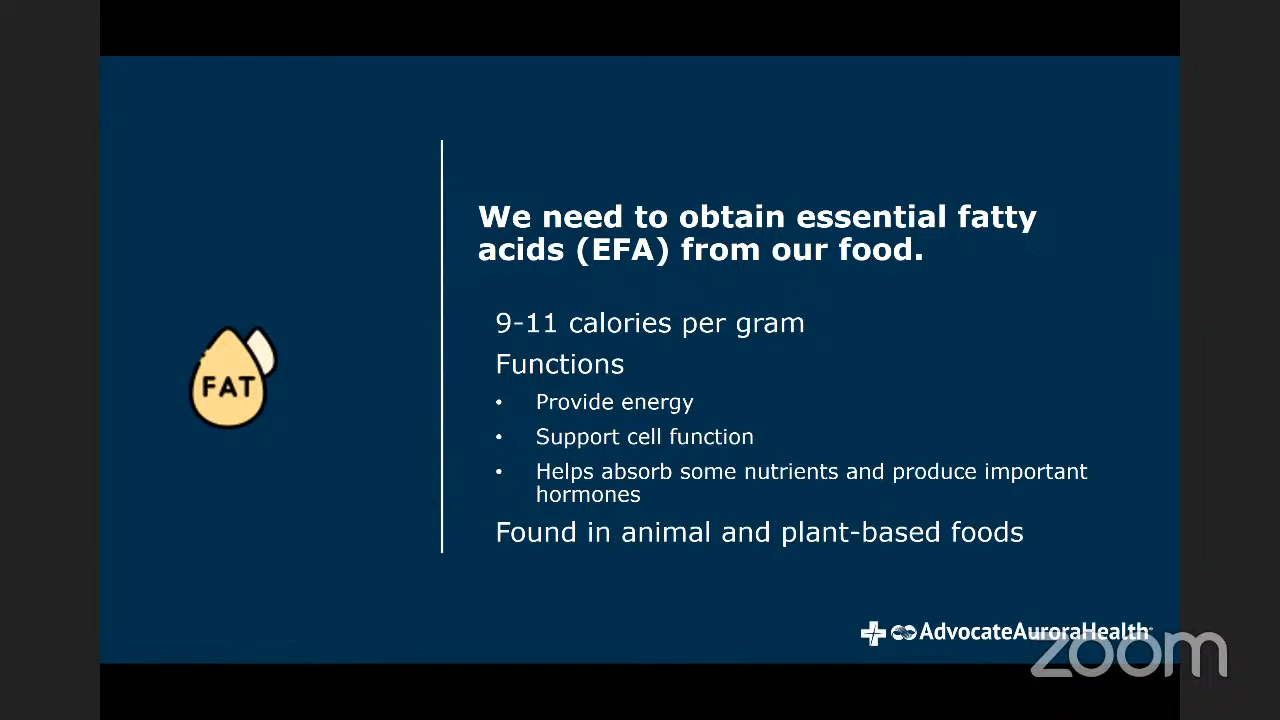 We need to obtain essential fatty
acids (EFA) from our food.
9-11 calories per gram
Functions
• Provide energy
• Support cell function
• Helps absorb some nutrients and produce important
hormones
Found in animal and plant-based foods
FAT
AdvocateAuroraHealth
zoom